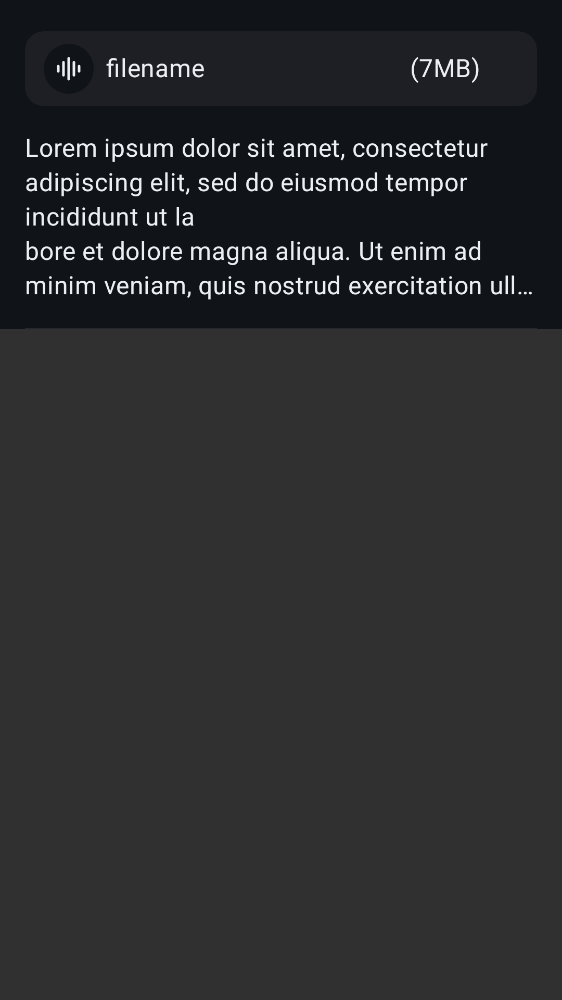 filename (7MB)
Lorem ipsum dolor sit amet, consectetur
adipiscing elit, sed do eiusmod tempor
incididunt ut la
bore et dolore magna aliqua. Ut enim ad
minim veniam, quis nostrud exercitation ull…